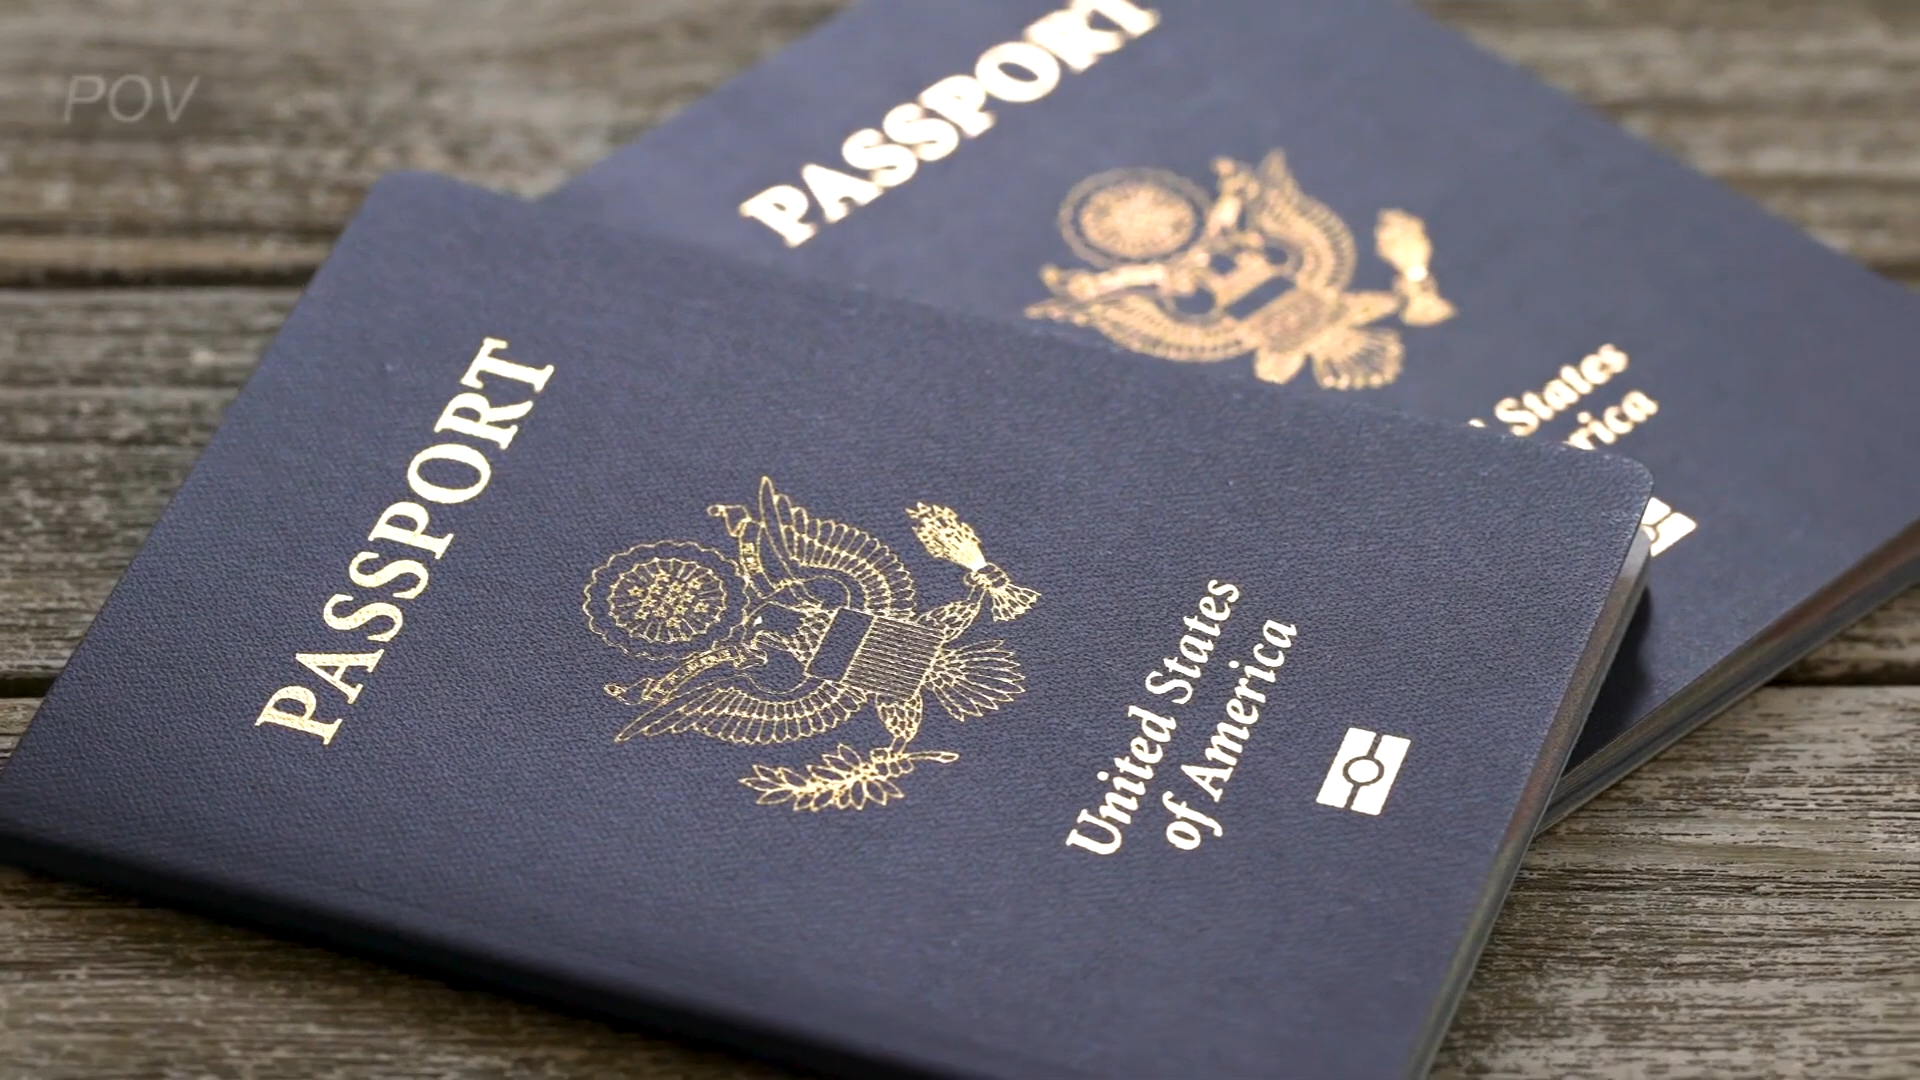 POV
PASSPORT
States
rica
PASSPORT
United States
of America